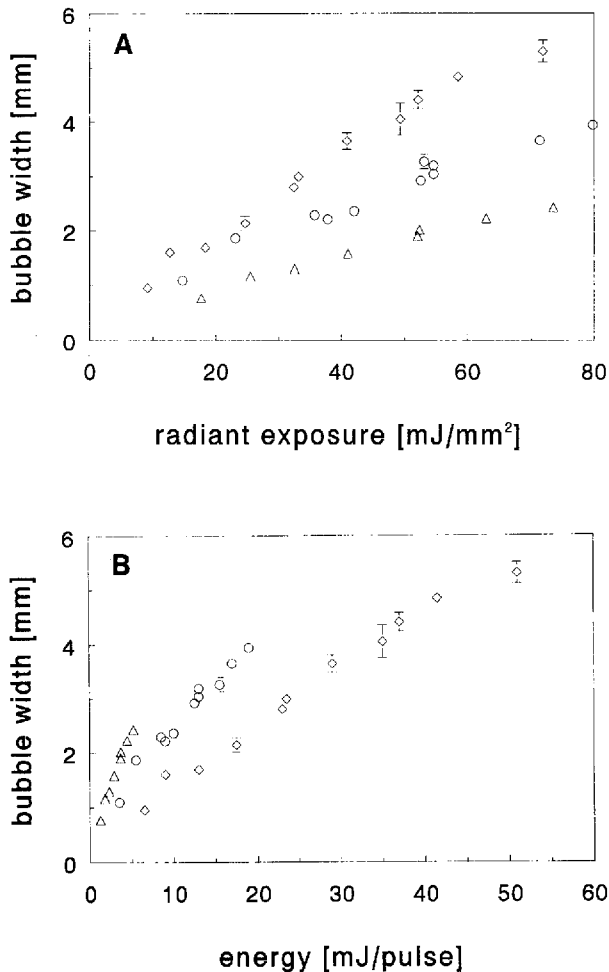 A
6
4
2
0
bubble width [mm]
0 20 40 60 80
radiant exposure [mJ/mm²]
B
6
4
2
0
bubble width [mm]
0 10 20 30 40 50 60
energy [mJ/pulse]